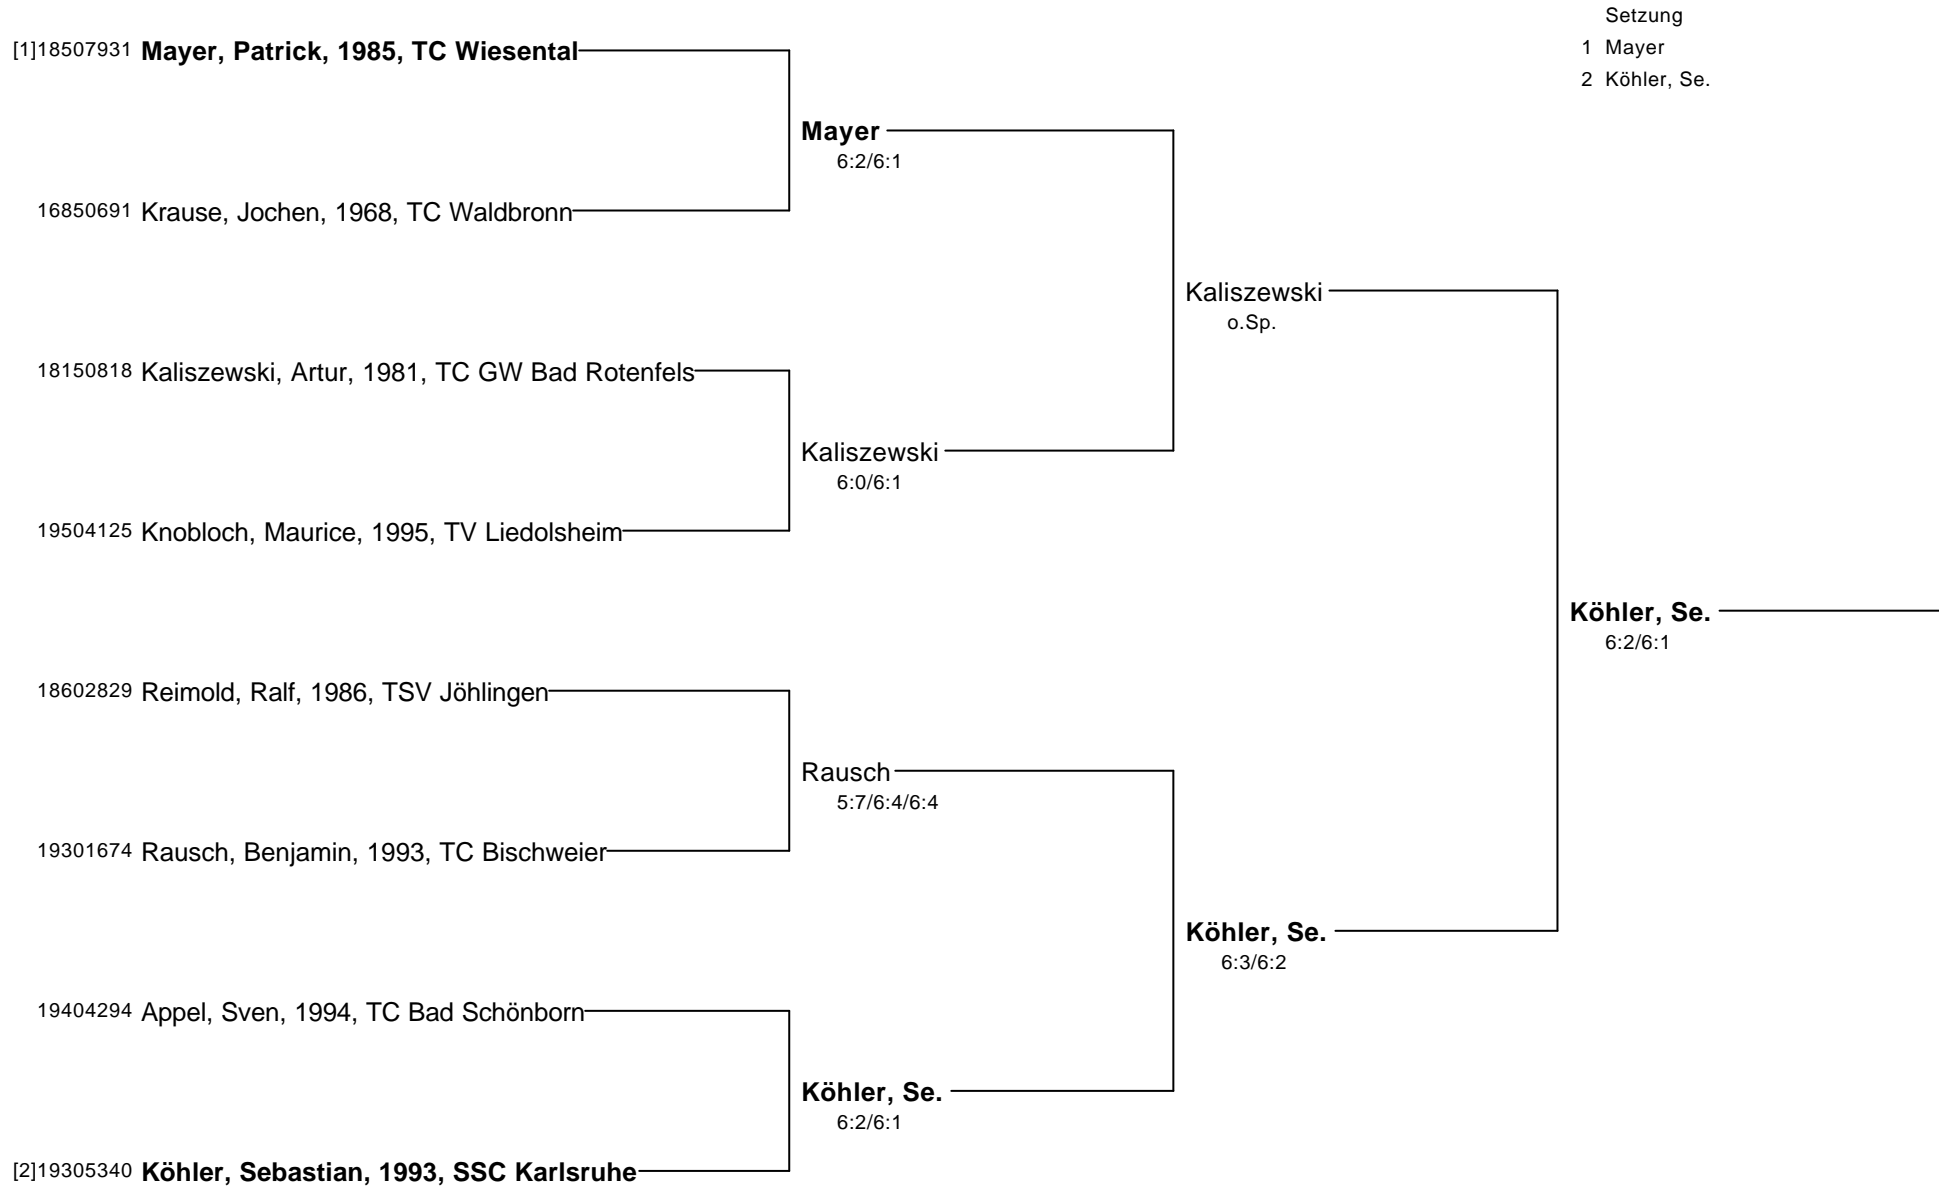 Setzung
1 Mayer
2 Köhler, Se.
[1]18507931 Mayer, Patrick, 1985, TC Wiesental
Mayer
6:2/6:1
16850691 Krause, Jochen, 1968, TC Waldbronn
Kaliszewski
o.Sp.
18150818 Kaliszewski, Artur, 1981, TC GW Bad Rotenfels
Kaliszewski
6:0/6:1
19504125 Knobloch, Maurice, 1995, TV Liedolsheim
Köhler, Se.
6:2/6:1
18602829 Reimold, Ralf, 1986, TSV Jöhlingen
Rausch
5:7/6:4/6:4
19301674 Rausch, Benjamin, 1993, TC Bischweier
Köhler, Se.
6:3/6:2
19404294 Appel, Sven, 1994, TC Bad Schönborn
Köhler, Se.
6:2/6:1
[2]19305340 Köhler, Sebastian, 1993, SSC Karlsruhe